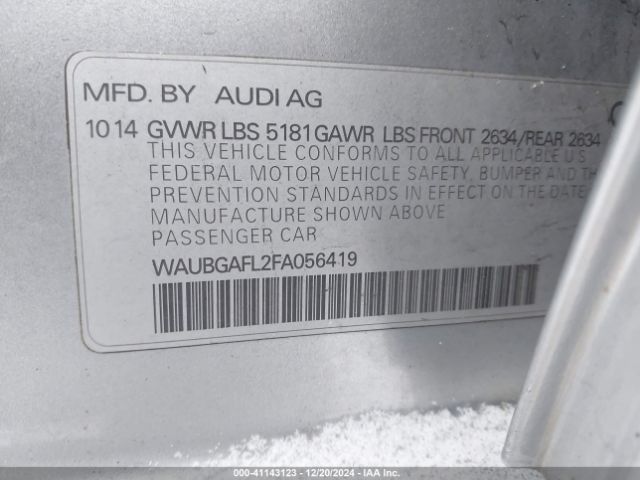 MFD. BY AUDI AG
10 14 GVWR LBS 5181 GAWR LBS FRONT 2634/REAR 2634
THIS VEHICLE CONFORMS TO ALL APPLICABLE U S
FEDERAL MOTOR VEHICLE SAFETY, BUMPER AND TH
PREVENTION STANDARDS IN EFFECT ON THE DATE
MANUFACTURE SHOWN ABOVE
PASSENGER CAR
WAUBGAFL2FA056419
000-41143123 - 12/20/2024 - IAA Inc.